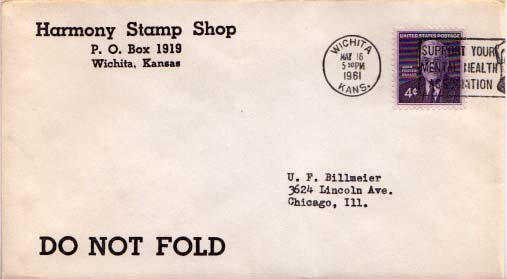 Harmony Stamp Shop
P. O. Box 1919
Wichita, Kansas
WICHITA
MAY 16
5 30PM
1961
KANS.
UNITED STATES POSTAGE
4¢
SUPPORT YOUR
MENTAL HEALTH
ASSOCIATION
U. F. Billmeier
3624 Lincoln Ave.
Chicago, Ill.
DO NOT FOLD